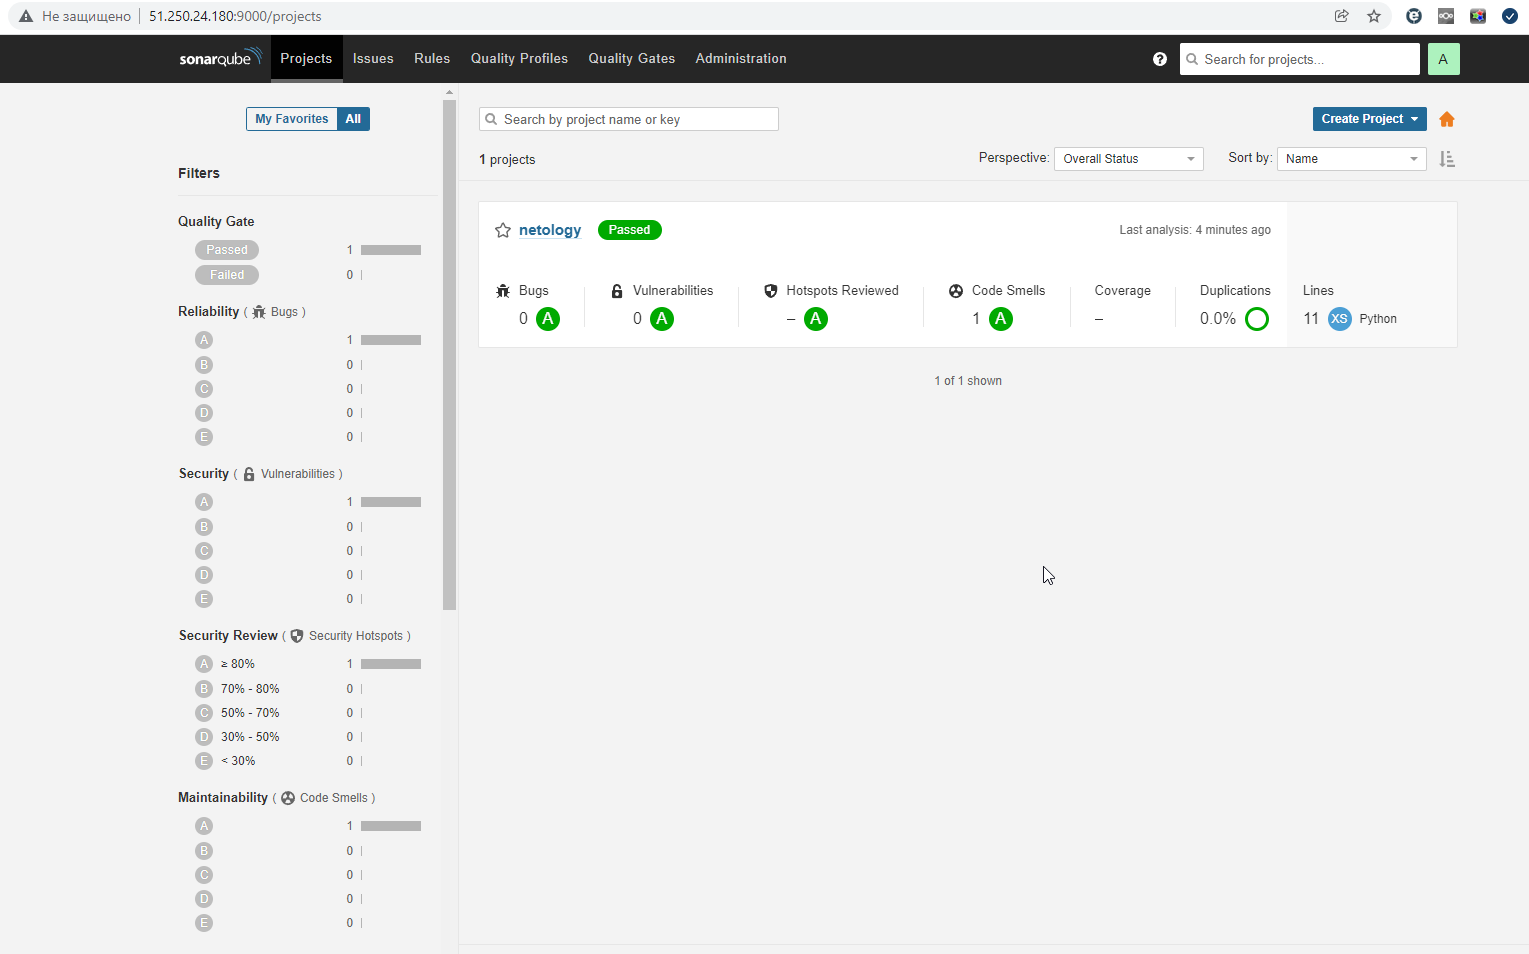 Не защищено 51.250.24.180:9000/projects
sonarqube Projects Issues Rules Quality Profiles Quality Gates Administration ? Search for projects... A
My Favorites All
Search by project name or key
Create Project
1 projects
Perspective: Overall Status
Sort by: Name
Filters
Quality Gate
Passed 1
Failed 0
Reliability ( Bugs )
A 1
B 0
C 0
D 0
E 0
Security ( Vulnerabilities )
A 1
B 0
C 0
D 0
E 0
Security Review ( Security Hotspots )
A ≥ 80% 1
B 70% - 80% 0
C 50% - 70% 0
D 30% - 50% 0
E < 30% 0
Maintainability ( Code Smells )
A 1
B 0
C 0
D 0
E 0
netology Passed Last analysis: 4 minutes ago
Bugs Vulnerabilities Hotspots Reviewed Code Smells Coverage Duplications Lines
0 A 0 A – A 1 A – 0.0% 11 XS Python
1 of 1 shown